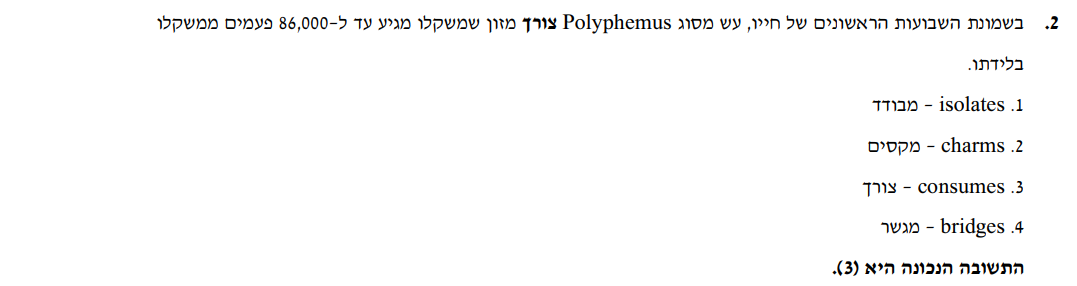 2. בשמונת השבועות הראשונים של חייו, עש מסוג Polyphemus צורך מזון שמשקלו מגיע עד ל-86,000 פעמים ממשקלו
בלידתו.
1. isolates - מבודד
2. charms - מקסים
3. consumes - צורך
4. bridges - מגשר
התשובה הנכונה היא (3).